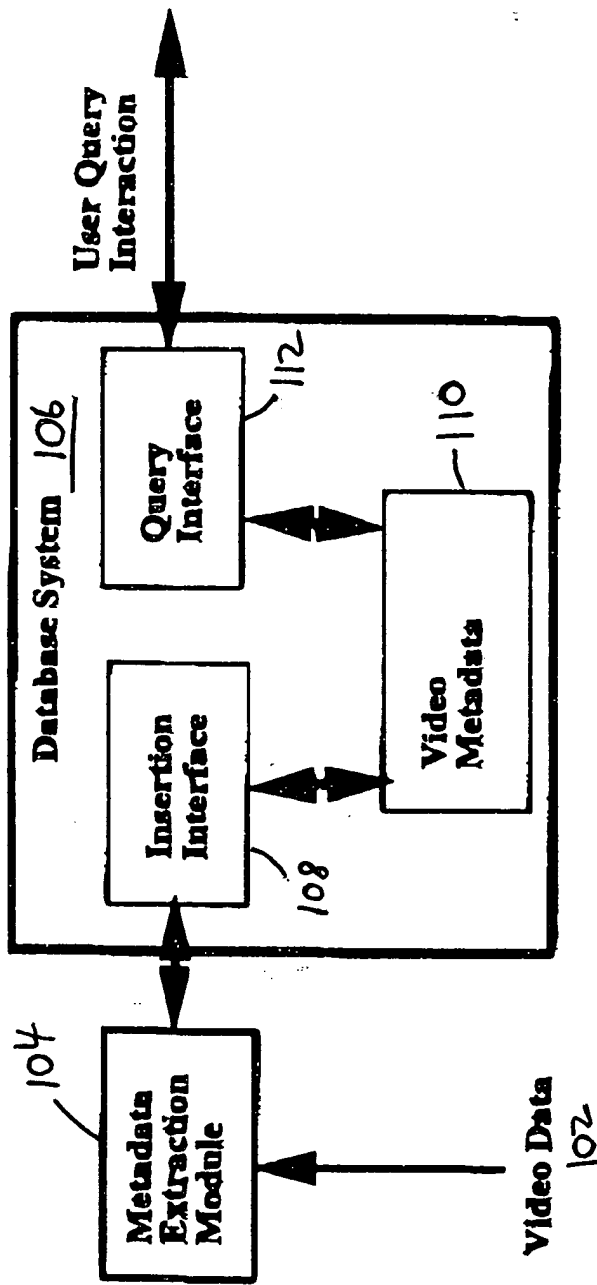 Database System 106
Metadata
Extraction
Module
104
Video Data
102
Insertion
Interface
108
Query
Interface
112
Video
Metadata
110
User Query
Interaction